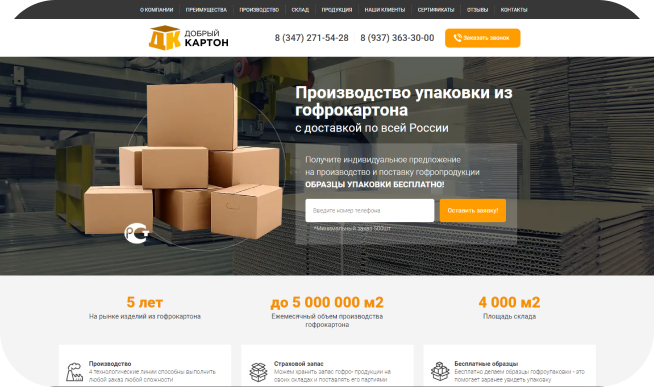 О КОМПАНИИ ПРЕИМУЩЕСТВА ПРОИЗВОДСТВО СКЛАД ПРОДУКЦИЯ НАШИ КЛИЕНТЫ СЕРТИФИКАТЫ ОТЗЫВЫ КОНТАКТЫ
ДК ДОБРЫЙ КАРТОН 8 (347) 271-54-28 8 (937) 363-30-00 Заказать звонок
Производство упаковки из
гофрокартона
с доставкой по всей России
Получите индивидуальное предложение
на производство и поставку гофропродукции
ОБРАЗЦЫ УПАКОВКИ БЕСПЛАТНО!
Введите номер телефона Оставить заявку!
*Минимальный заказ 500шт
5 лет
На рынке изделий из гофрокартона
до 5 000 000 м2
Ежемесячный объем производства
гофрокартона
4 000 м2
Площадь склада
Производство
4 технологические линии способны выполнить
любой заказ любой сложности
Страховой запас
Можем хранить запас гофро- продукции на
своих складах и поставлять его партиями
Бесплатные образцы
Бесплатно делаем образцы гофроупаковки - это
помогает заранее увидеть упаковку